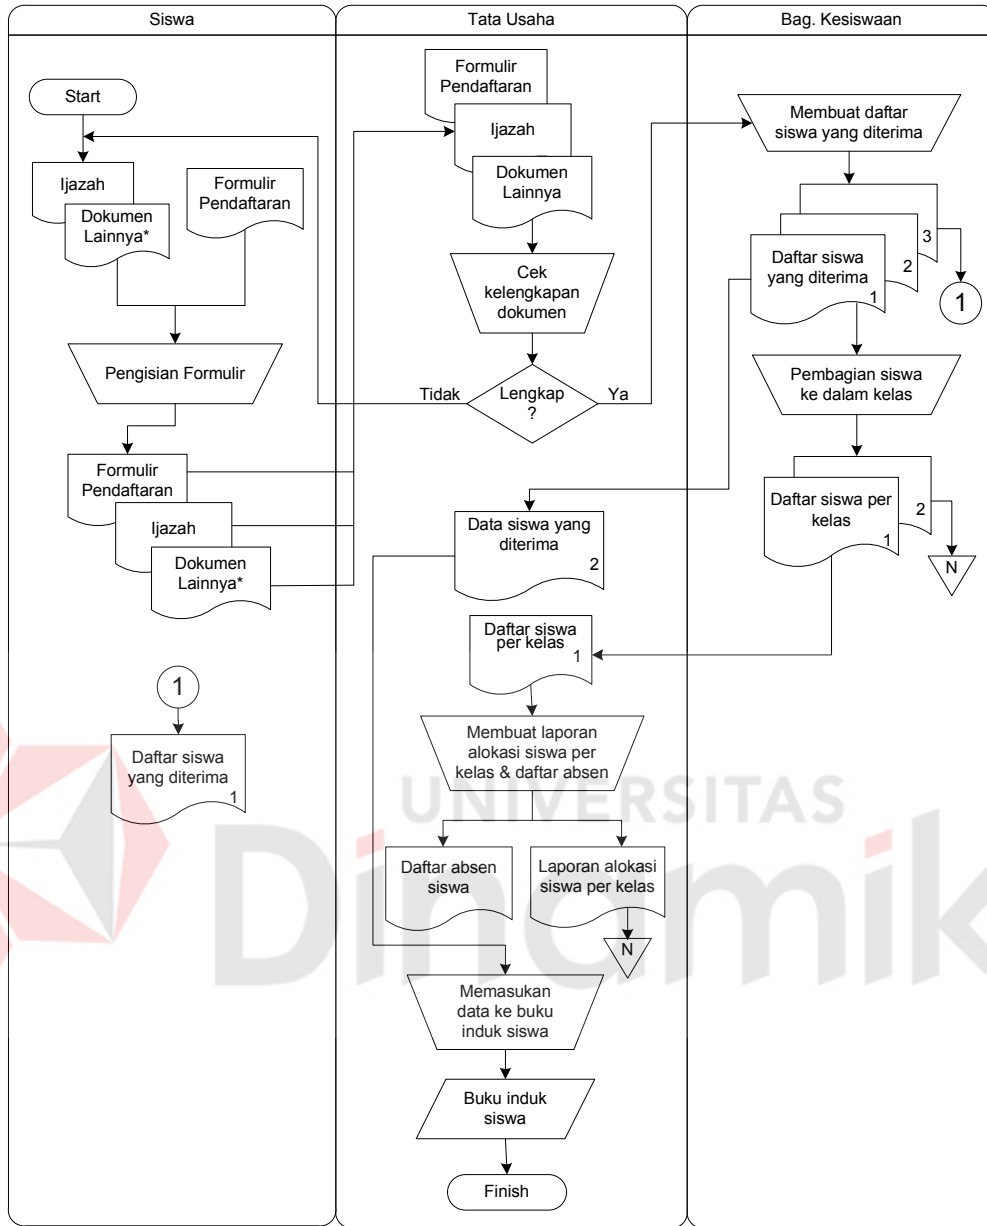 Siswa
Tata Usaha
Bag. Kesiswaan
Start
Ijazah
Dokumen
Lainnya*
Formulir
Pendaftaran
Pengisian Formulir
Formulir
Pendaftaran
Ijazah
Dokumen
Lainnya*
1
Daftar siswa
yang diterima
1
Formulir
Pendaftaran
Ijazah
Dokumen
Lainnya
Cek
kelengkapan
dokumen
Tidak
Lengkap
?
Ya
Data siswa yang
diterima
2
Daftar siswa
per kelas
1
Membuat laporan
alokasi siswa per
kelas & daftar absen
Daftar absen
siswa
Laporan alokasi
siswa per kelas
N
Memasukan
data ke buku
induk siswa
Buku induk
siswa
Finish
Membuat daftar
siswa yang diterima
3
2
Daftar siswa
yang diterima
1
1
Pembagian siswa
ke dalam kelas
2
Daftar siswa per
kelas
1
N
UNIVERSITAS
Dinamik